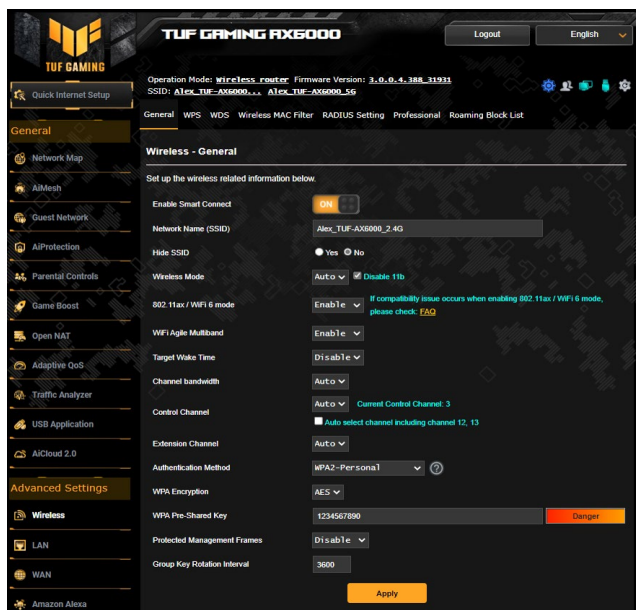 TUF GAMING
TUF GAMING AX6000
Logout
English
Quick Internet Setup
Operation Mode: Wireless router Firmware Version: 3.0.0.4.388_31931
SSID: Alex_TUF-AX6000... Alex_TUF-AX6000_5G
General WPS WDS Wireless MAC Filter RADIUS Setting Professional Roaming Block List
General
Network Map
AiMesh
Guest Network
AiProtection
Parental Controls
Game Boost
Open NAT
Adaptive QoS
Traffic Analyzer
USB Application
AiCloud 2.0
Advanced Settings
Wireless
LAN
WAN
Amazon Alexa
Wireless - General
Set up the wireless related information below.
Enable Smart Connect ON
Network Name (SSID) Alex_TUF-AX6000_2.4G
Hide SSID Yes No
Wireless Mode Auto Disable 11b
802.11ax / WiFi 6 mode Enable If compatibility issue occurs when enabling 802.11ax / WiFi 6 mode,
please check: FAQ
WiFi Agile Multiband Enable
Target Wake Time Disable
Channel bandwidth Auto
Control Channel Auto Current Control Channel: 3
Auto select channel including channel 12, 13
Extension Channel Auto
Authentication Method WPA2-Personal ?
WPA Encryption AES
WPA Pre-Shared Key 1234567890 Danger
Protected Management Frames Disable
Group Key Rotation Interval 3600
Apply